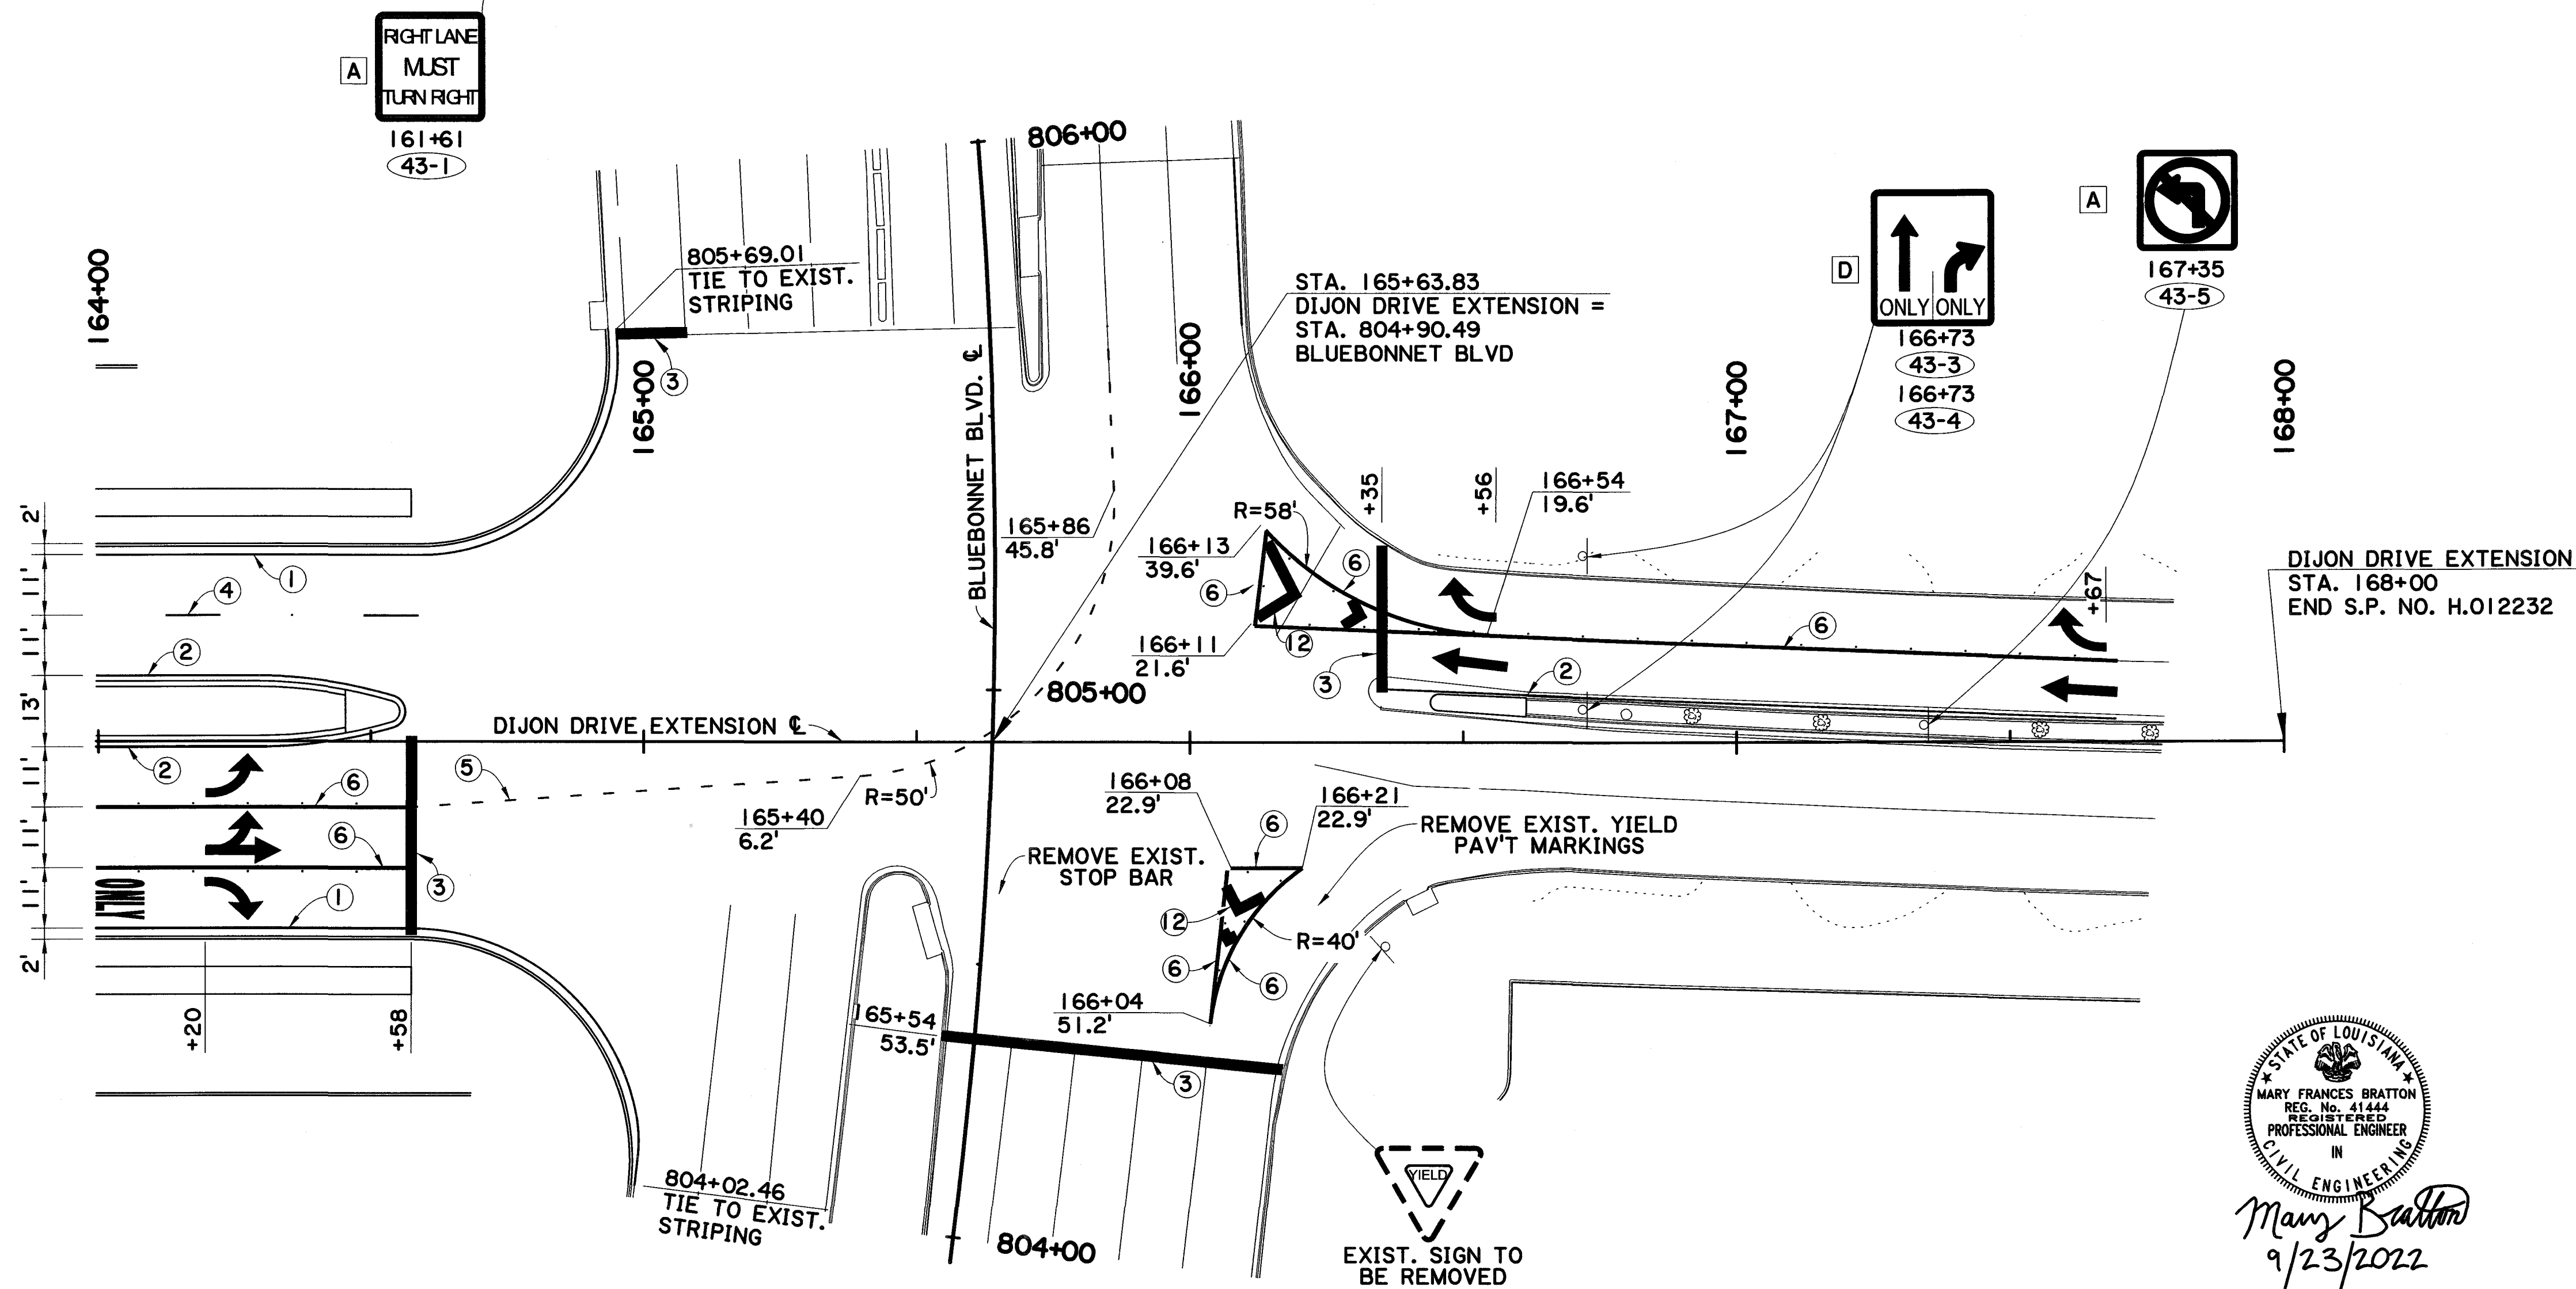 RIGHT LANE
MUST
TURN RIGHT
A
161+61
43-1
164+00
805+69.01
TIE TO EXIST.
STRIPING
3
165+00
806+00
BLUEBONNET BLVD. ℄
166+00
STA. 165+63.83
DIJON DRIVE EXTENSION =
STA. 804+90.49
BLUEBONNET BLVD
D
ONLY ONLY
166+73
43-3
166+73
43-4
A
167+35
43-5
167+00
168+00
2'
11'
11'
13'
11'
11'
11'
2'
1
4
2
2
DIJON DRIVE EXTENSION ℄
165+86
45.8'
805+00
R=58'
166+13
39.6'
6
6
12
166+11
21.6'
3
+35
+56
166+54
19.6'
6
2
+67
DIJON DRIVE EXTENSION
STA. 168+00
END S.P. NO. H.012232
6
5
6
3
1
ONLY
+20
+58
165+40
6.2'
R=50'
REMOVE EXIST.
STOP BAR
166+08
22.9'
6
166+21
22.9'
REMOVE EXIST. YIELD
PAV'T MARKINGS
12
R=40'
6
6
166+04
51.2'
165+54
53.5'
3
804+02.46
TIE TO EXIST.
STRIPING
804+00
YIELD
EXIST. SIGN TO
BE REMOVED
STATE OF LOUISIANA
MARY FRANCES BRATTON
REG. No. 41444
REGISTERED
PROFESSIONAL ENGINEER
IN
CIVIL ENGINEERING
Mary Bratton
9/23/2022